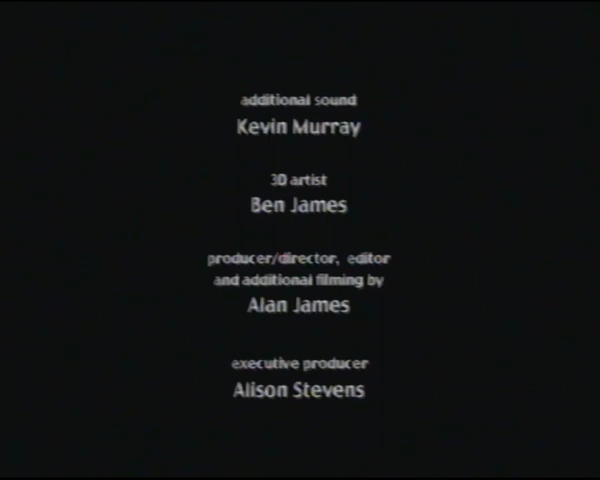 additional sound
Kevin Murray
3D artist
Ben James
producer/director, editor
and additional filming by
Alan James
executive producer
Alison Stevens